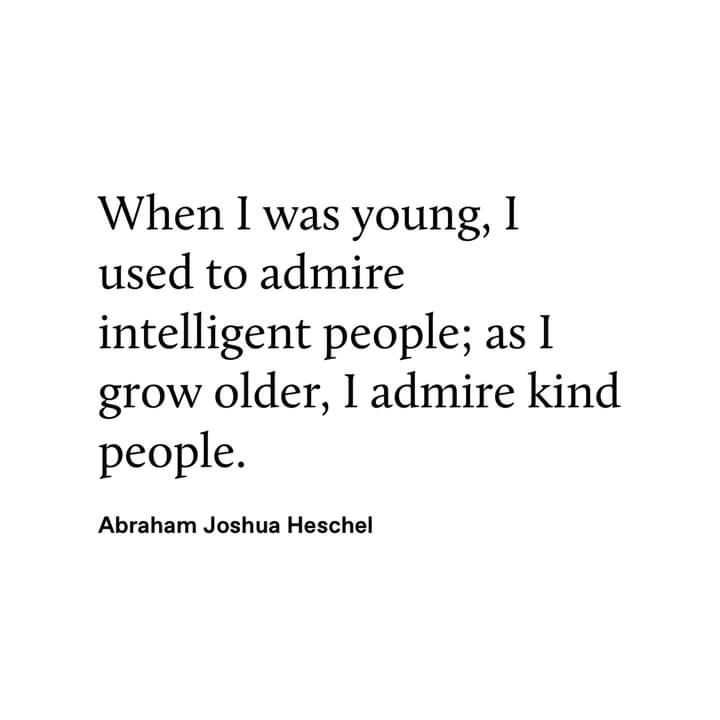 When I was young, I
used to admire
intelligent people; as I
grow older, I admire kind
people.
Abraham Joshua Heschel